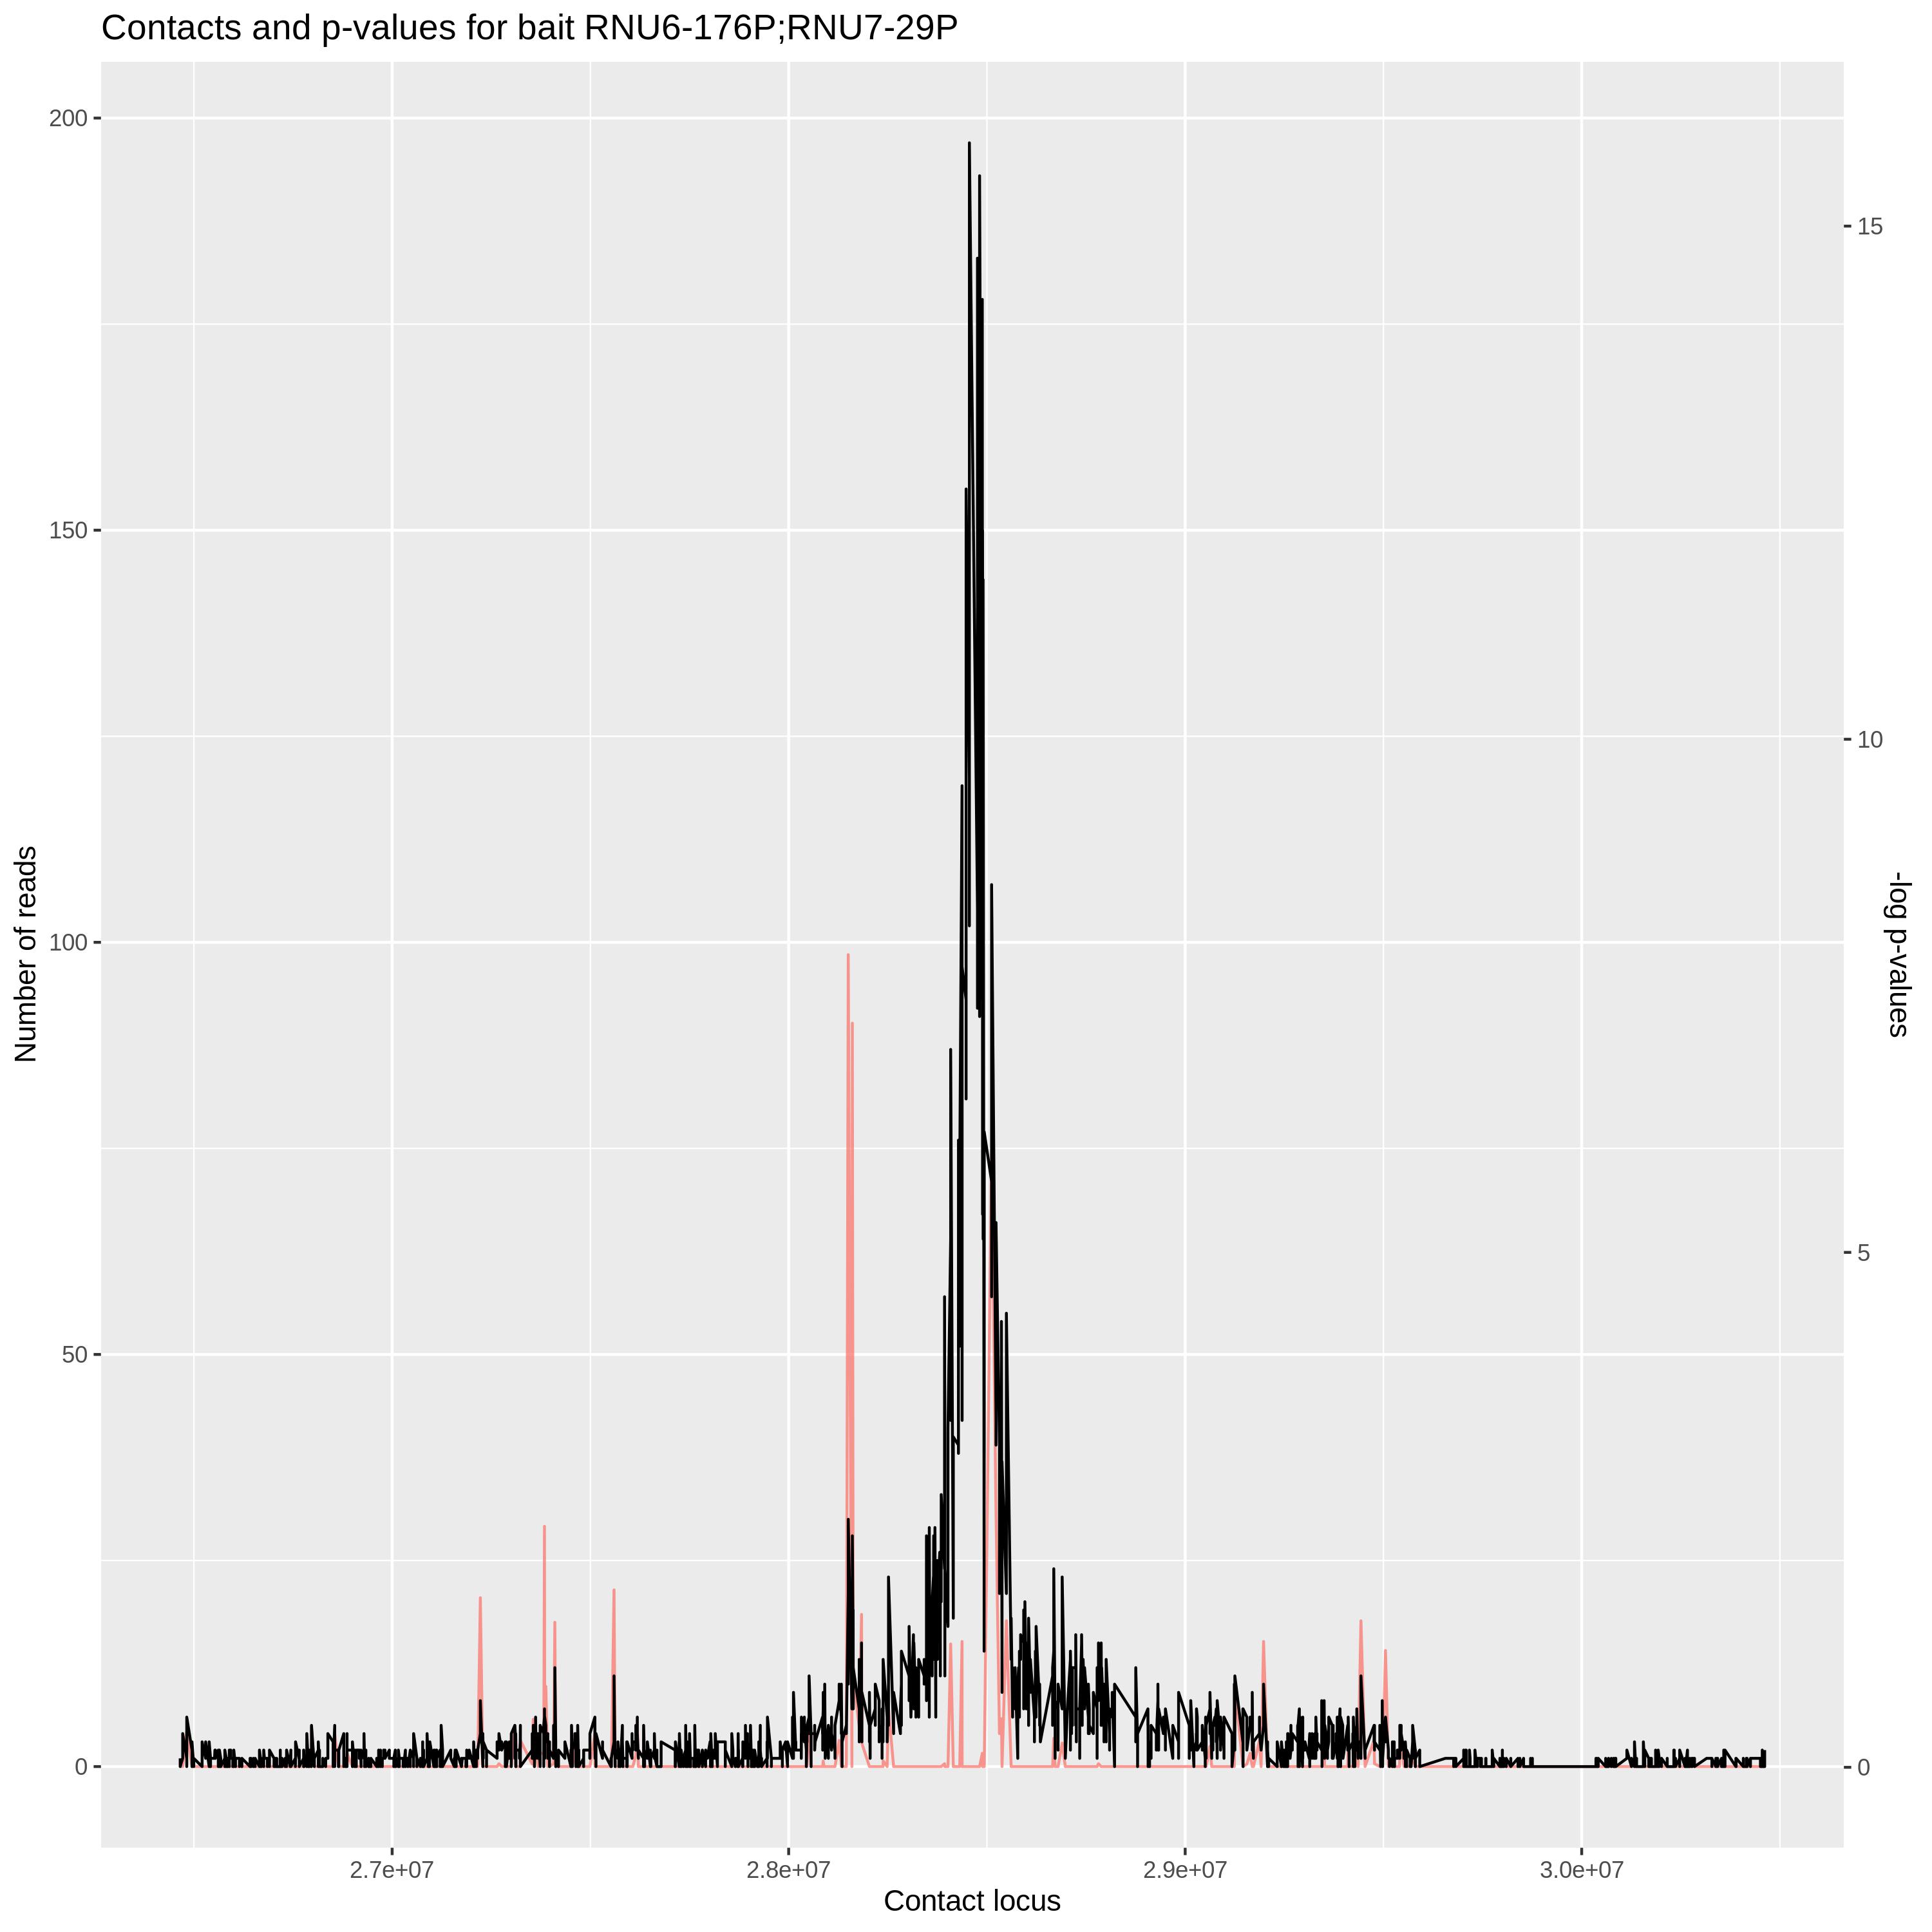 Contacts and p-values for bait RNU6-176P;RNU7-29P
200
150
100
50
0
Number of reads
15
10
5
0
-log p-values
2.7e+07
2.8e+07
2.9e+07
3.0e+07
Contact locus